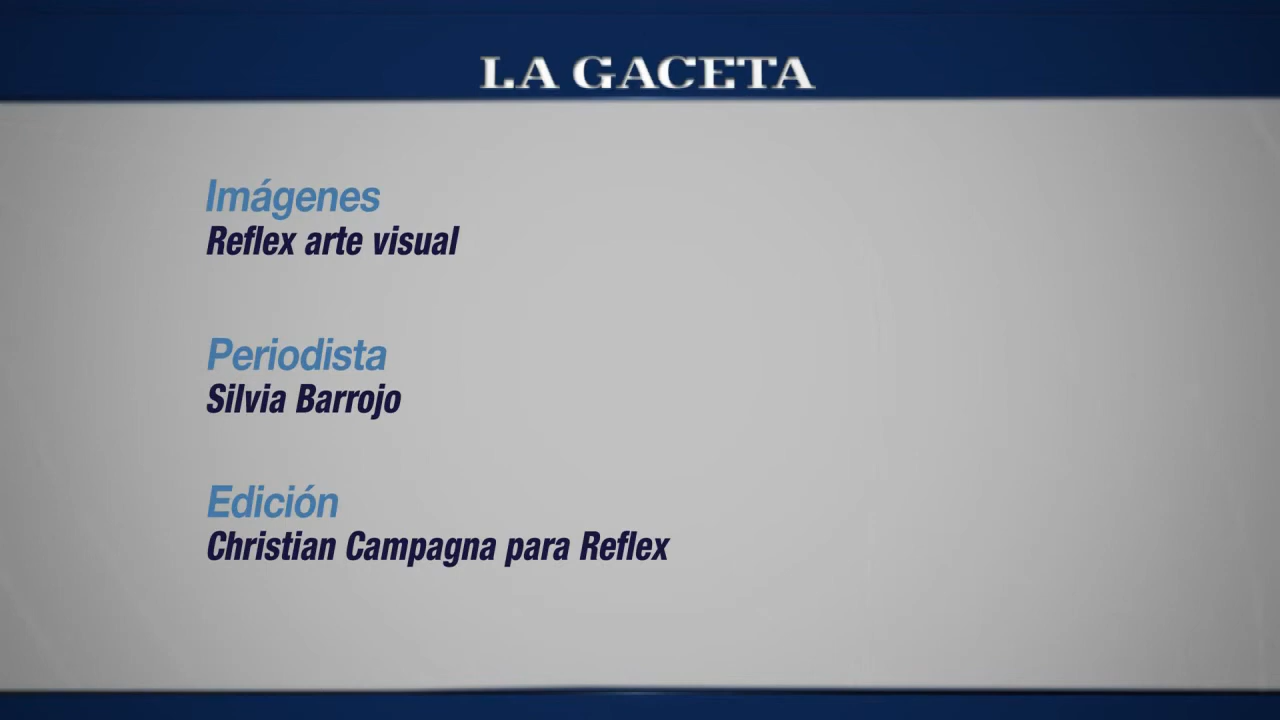 LA GACETA
Imágenes
Reflex arte visual
Periodista
Silvia Barrojo
Edición
Christian Campagna para Reflex